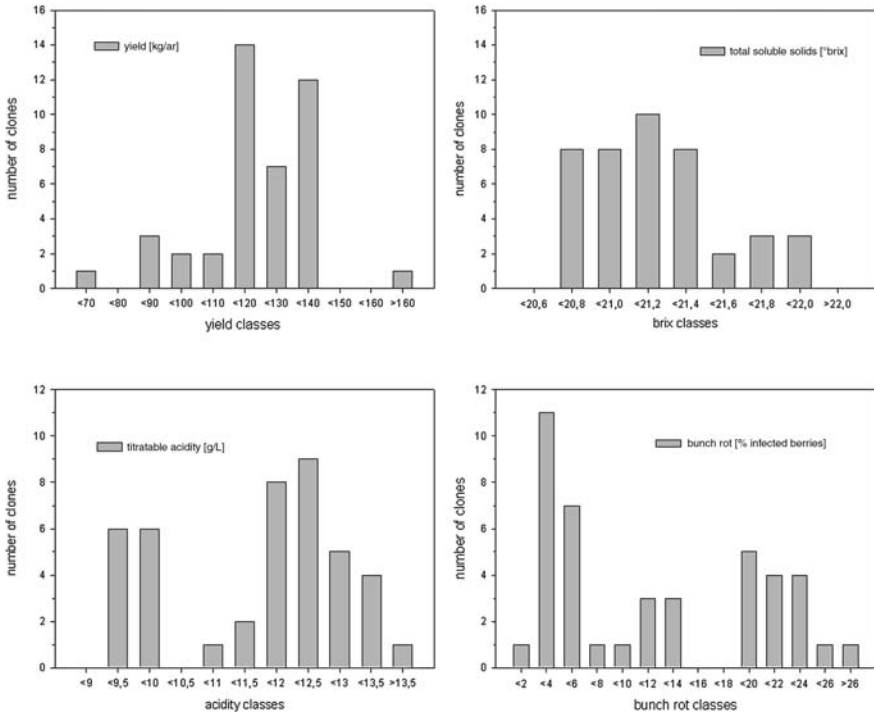 16
14
12
10
8
6
4
2
0
number of clones
yield [kg/ar]
<70 <80 <90 <100 <110 <120 <130 <140 <150 <160 >160
yield classes
16
14
12
10
8
6
4
2
0
number of clones
total soluble solids [°brix]
<20,6 <20,8 <21,0 <21,2 <21,4 <21,6 <21,8 <22,0 >22,0
brix classes
12
10
8
6
4
2
0
number of clones
titratable acidity [g/L]
<9 <9,5 <10 <10,5 <11 <11,5 <12 <12,5 <13 <13,5 >13,5
acidity classes
12
10
8
6
4
2
0
number of clones
bunch rot [% infected berries]
<2 <4 <6 <8 <10 <12 <14 <16 <18 <20 <22 <24 <26 >26
bunch rot classes